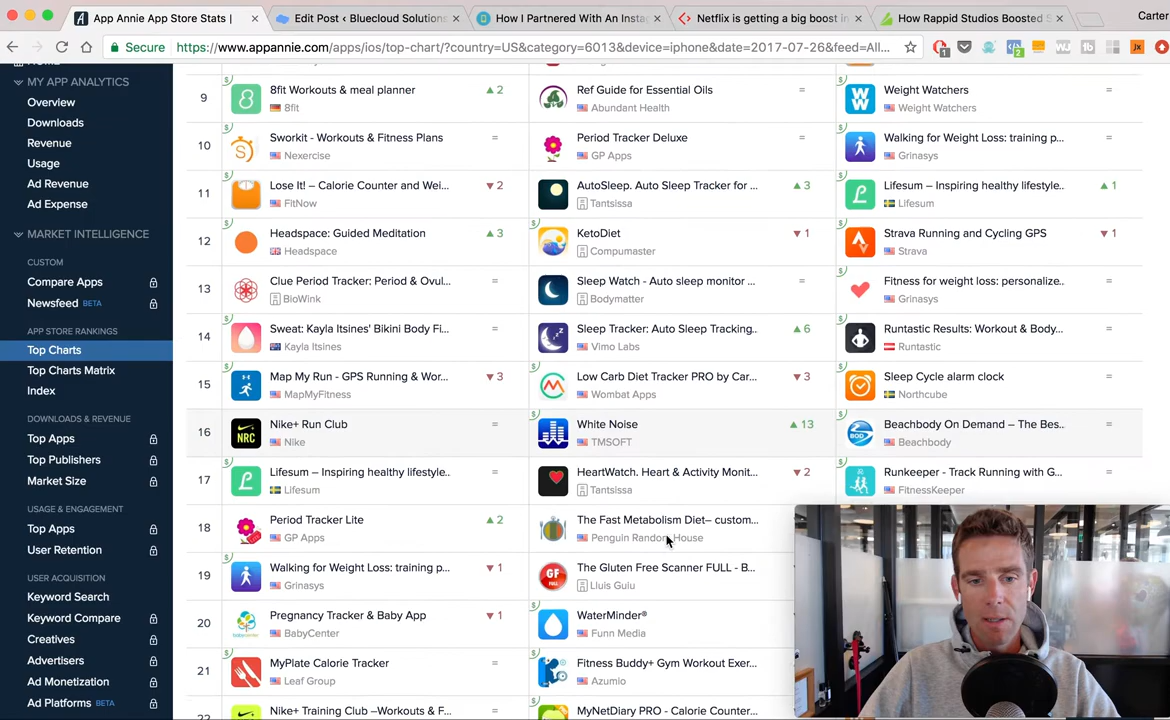 App Annie App Store Stats |
Edit Post ‹ Bluecloud Solutions
How I Partnered With An Insta
Netflix is getting a big boost in
How Rappid Studios Boosted S
Carter
Secure
https://www.appannie.com/apps/ios/top-chart/?country=US&category=6013&device=iphone&date=2017-07-26&feed=All...
MY APP ANALYTICS
Overview
Downloads
Revenue
Usage
Ad Revenue
Ad Expense
MARKET INTELLIGENCE
CUSTOM
Compare Apps
Newsfeed BETA
APP STORE RANKINGS
Top Charts
Top Charts Matrix
Index
DOWNLOADS & REVENUE
Top Apps
Top Publishers
Market Size
USAGE & ENGAGEMENT
Top Apps
User Retention
USER ACQUISITION
Keyword Search
Keyword Compare
Creatives
Advertisers
Ad Monetization
Ad Platforms BETA
9
8fit Workouts & meal planner
8fit
2
Ref Guide for Essential Oils
Abundant Health
=
Weight Watchers
Weight Watchers
=
10
Sworkit - Workouts & Fitness Plans
Nexercise
=
Period Tracker Deluxe
GP Apps
=
Walking for Weight Loss: training p...
Grinasys
=
11
Lose It! – Calorie Counter and Wei...
FitNow
2
AutoSleep. Auto Sleep Tracker for ...
Tantsissa
3
Lifesum – Inspiring healthy lifestyle..
Lifesum
1
12
Headspace: Guided Meditation
Headspace
3
KetoDiet
Compumaster
1
Strava Running and Cycling GPS
Strava
1
13
Clue Period Tracker: Period & Ovul...
BioWink
=
Sleep Watch - Auto sleep monitor ...
Bodymatter
=
Fitness for weight loss: personalize..
Grinasys
=
14
Sweat: Kayla Itsines' Bikini Body Fi...
Kayla Itsines
=
Sleep Tracker: Auto Sleep Tracking..
Vimo Labs
6
Runtastic Results: Workout & Body...
Runtastic
=
15
Map My Run - GPS Running & Wor...
MapMyFitness
3
Low Carb Diet Tracker PRO by Car...
Wombat Apps
3
Sleep Cycle alarm clock
Northcube
=
16
NRC
Nike+ Run Club
Nike
=
White Noise
TMSOFT
13
BOD
Beachbody On Demand – The Bes...
Beachbody
=
17
Lifesum – Inspiring healthy lifestyle..
Lifesum
=
HeartWatch. Heart & Activity Monit...
Tantsissa
2
Runkeeper - Track Running with G...
FitnessKeeper
=
18
Period Tracker Lite
GP Apps
2
The Fast Metabolism Diet– custom...
Penguin Random House
19
Walking for Weight Loss: training p...
Grinasys
1
GF
FULL
The Gluten Free Scanner FULL - B...
Lluis Guiu
20
Pregnancy Tracker & Baby App
BabyCenter
1
WaterMinder®
Funn Media
21
MyPlate Calorie Tracker
Leaf Group
=
Fitness Buddy+ Gym Workout Exer...
Azumio
Nike+ Training Club –Workouts & F...
MyNetDiary PRO - Calorie Counter...